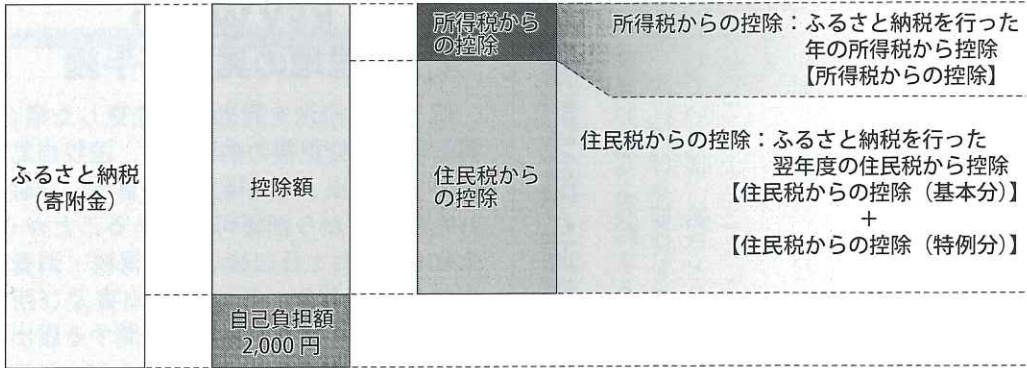 ふるさと納税
（寄附金）
控除額
自己負担額
2,000 円
所得税から
の控除
住民税から
の控除
所得税からの控除：ふるさと納税を行った
年の所得税から控除
【所得税からの控除】
住民税からの控除：ふるさと納税を行った
翌年度の住民税から控除
【住民税からの控除（基本分）】
＋
【住民税からの控除（特例分）】